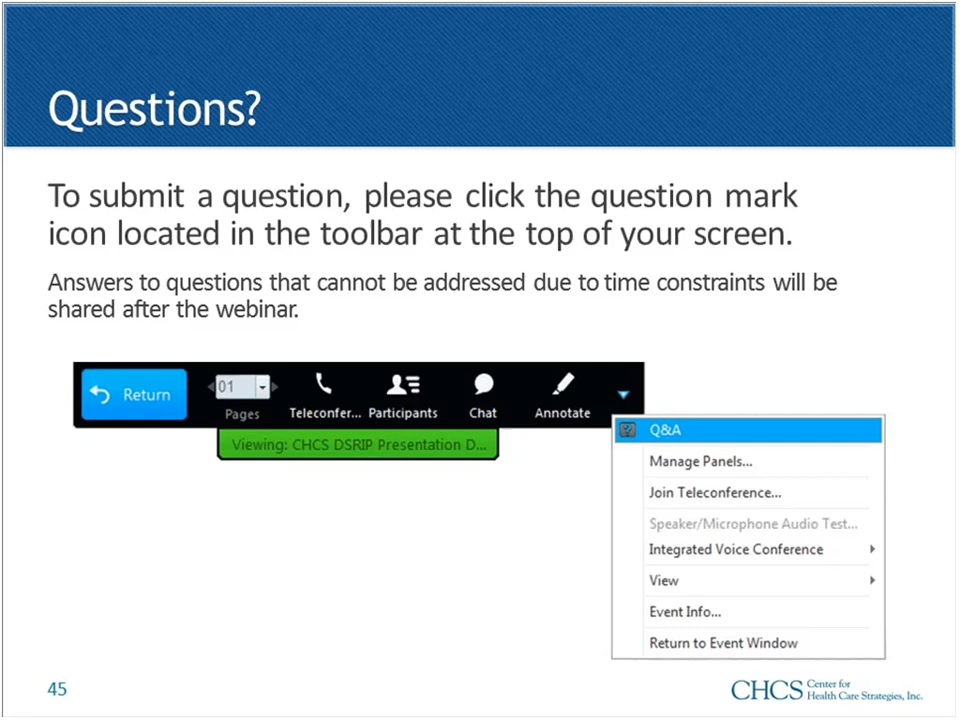 Questions?
To submit a question, please click the question mark
icon located in the toolbar at the top of your screen.
Answers to questions that cannot be addressed due to time constraints will be
shared after the webinar.
Return
01
Pages
Teleconfer...
Participants
Chat
Annotate
Viewing: CHCS DSRIP Presentation D...
Q&A
Manage Panels...
Join Teleconference...
Speaker/Microphone Audio Test...
Integrated Voice Conference
View
Event Info...
Return to Event Window
45
CHCS Center for
Health Care Strategies, Inc.